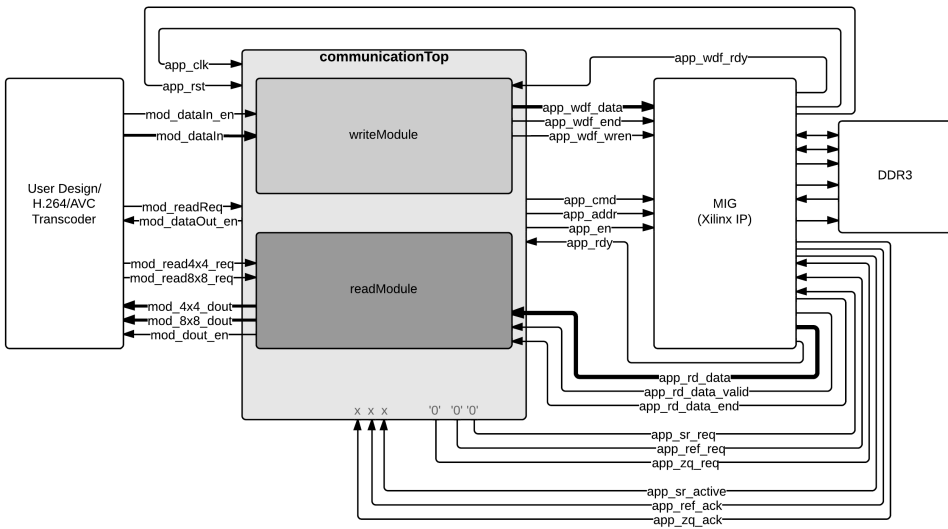 communicationTop
app_wdf_rdy
app_clk
app_rst
mod_dataIn_en
mod_dataIn
writeModule
app_wdf_data
app_wdf_end
app_wdf_wren
User Design/
H.264/AVC
Transcoder
DDR3
MIG
(Xilinx IP)
mod_readReq
mod_dataOut_en
app_cmd
app_addr
app_en
app_rdy
mod_read4x4_req
mod_read8x8_req
readModule
mod_4x4_dout
mod_8x8_dout
mod_dout_en
app_rd_data
app_rd_data_valid
app_rd_data_end
x x x '0' '0' '0'
app_sr_req
app_ref_req
app_zq_req
app_sr_active
app_ref_ack
app_zq_ack